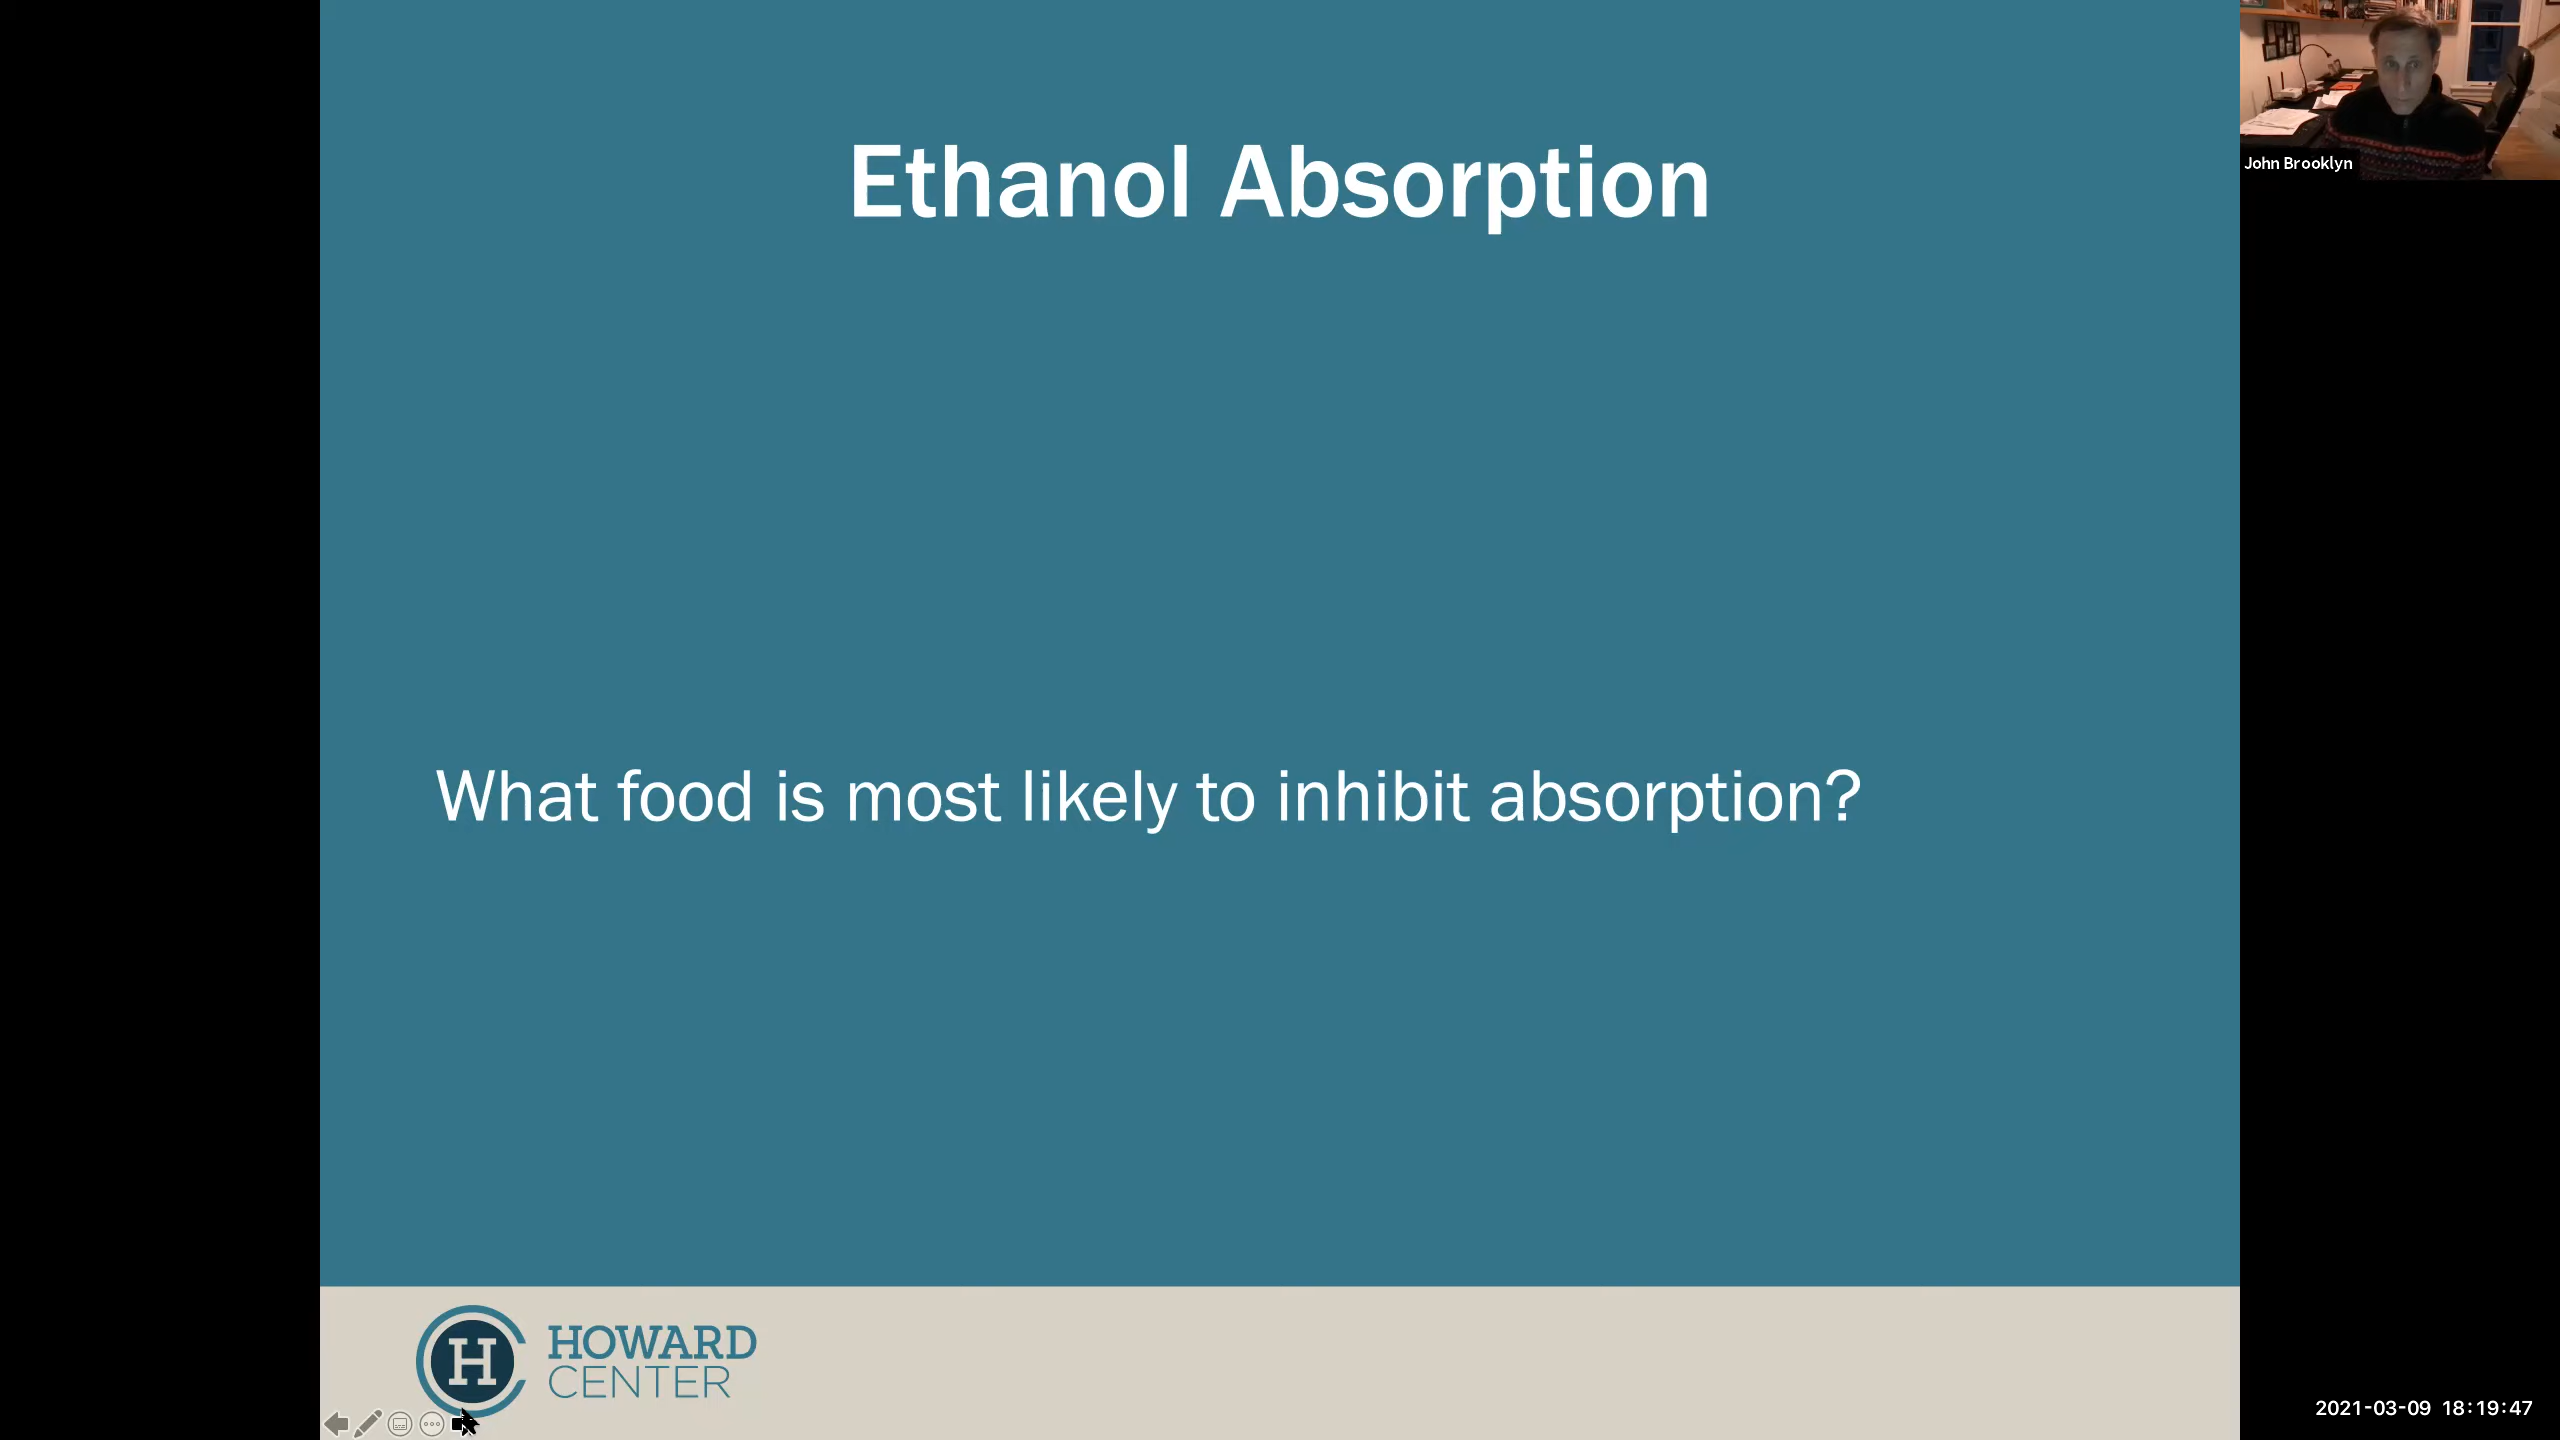 Ethanol Absorption
John Brooklyn
What food is most likely to inhibit absorption?
H
HOWARD
CENTER
2021-03-09 18:19:47